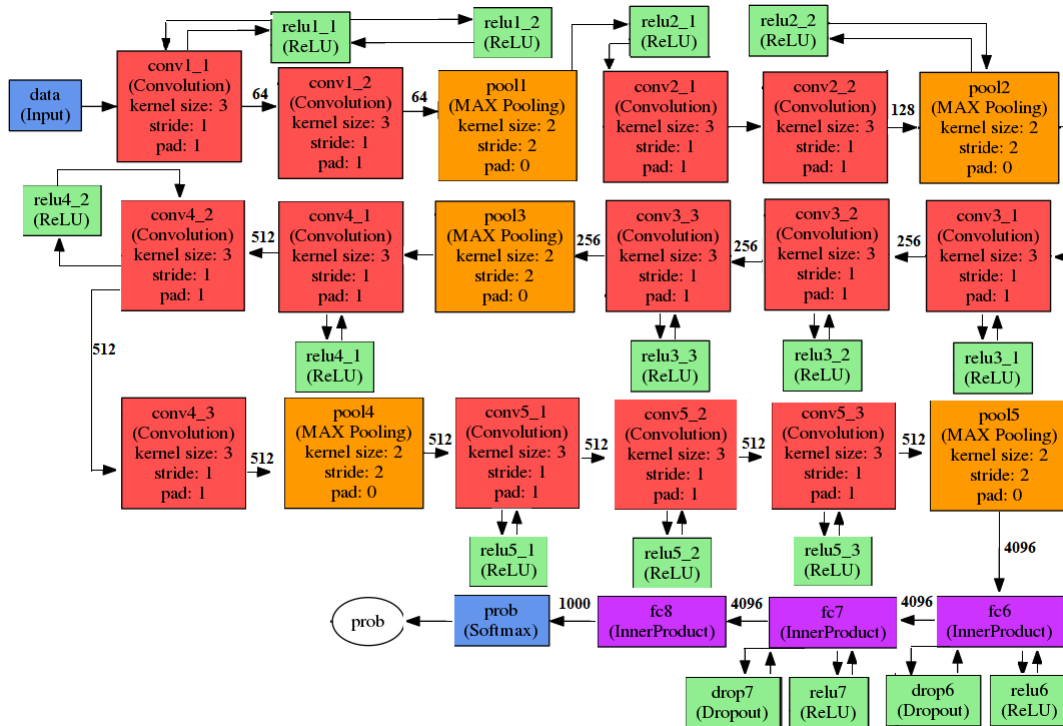 relu1_1
(ReLU)
relu1_2
(ReLU)
relu2_1
(ReLU)
relu2_2
(ReLU)
data
(Input)
conv1_1
(Convolution)
kernel size: 3
stride: 1
pad: 1
64
conv1_2
(Convolution)
kernel size: 3
stride: 1
pad: 1
64
pool1
(MAX Pooling)
kernel size: 2
stride: 2
pad: 0
conv2_1
(Convolution)
kernel size: 3
stride: 1
pad: 1
conv2_2
(Convolution)
kernel size: 3
stride: 1
pad: 1
128
pool2
(MAX Pooling)
kernel size: 2
stride: 2
pad: 0
relu4_2
(ReLU)
conv4_2
(Convolution)
kernel size: 3
stride: 1
pad: 1
512
conv4_1
(Convolution)
kernel size: 3
stride: 1
pad: 1
pool3
(MAX Pooling)
kernel size: 2
stride: 2
pad: 0
256
conv3_3
(Convolution)
kernel size: 3
stride: 1
pad: 1
256
conv3_2
(Convolution)
kernel size: 3
stride: 1
pad: 1
256
conv3_1
(Convolution)
kernel size: 3
stride: 1
pad: 1
512
relu4_1
(ReLU)
relu3_3
(ReLU)
relu3_2
(ReLU)
relu3_1
(ReLU)
conv4_3
(Convolution)
kernel size: 3
stride: 1
pad: 1
512
pool4
(MAX Pooling)
kernel size: 2
stride: 2
pad: 0
512
conv5_1
(Convolution)
kernel size: 3
stride: 1
pad: 1
512
conv5_2
(Convolution)
kernel size: 3
stride: 1
pad: 1
512
conv5_3
(Convolution)
kernel size: 3
stride: 1
pad: 1
512
pool5
(MAX Pooling)
kernel size: 2
stride: 2
pad: 0
relu5_1
(ReLU)
relu5_2
(ReLU)
relu5_3
(ReLU)
4096
prob
prob
(Softmax)
1000
fc8
(InnerProduct)
4096
fc7
(InnerProduct)
4096
fc6
(InnerProduct)
drop7
(Dropout)
relu7
(ReLU)
drop6
(Dropout)
relu6
(ReLU)